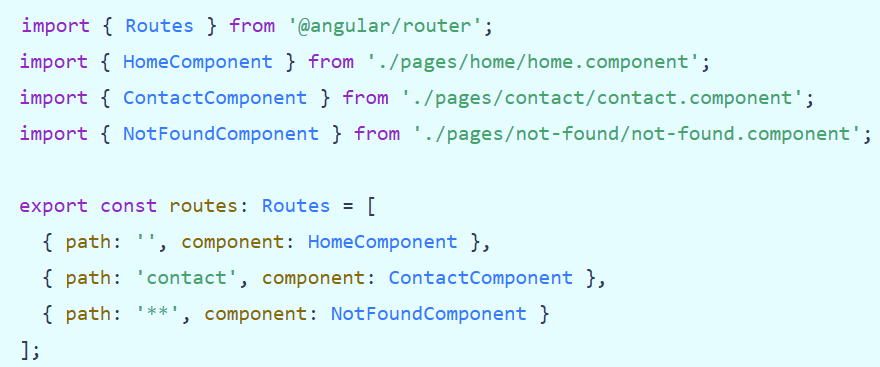 import { Routes } from '@angular/router';
import { HomeComponent } from './pages/home/home.component';
import { ContactComponent } from './pages/contact/contact.component';
import { NotFoundComponent } from './pages/not-found/not-found.component';

export const routes: Routes = [
  { path: '', component: HomeComponent },
  { path: 'contact', component: ContactComponent },
  { path: '**', component: NotFoundComponent }
];